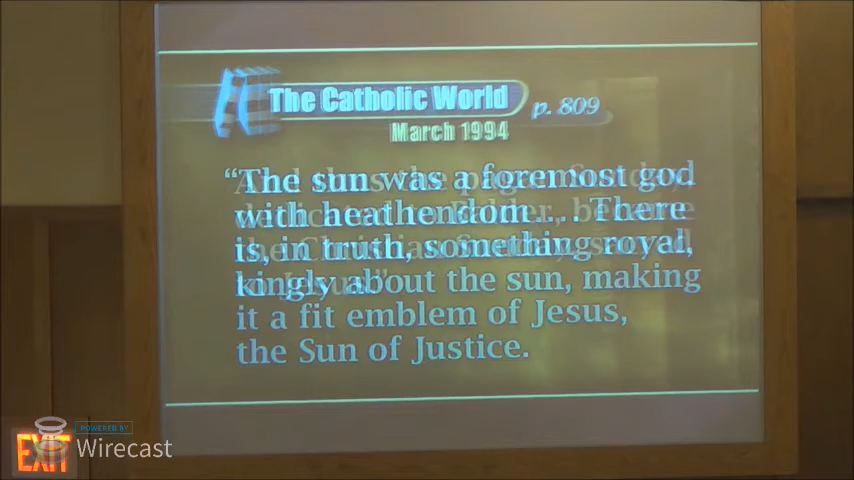 The Catholic World
p. 809
March 1994
“The sun was a foremost god
with heathendom.... There
is, in truth, something royal,
kingly about the sun, making
it a fit emblem of Jesus,
the Sun of Justice.
EXIT
POWERED BY
Wirecast